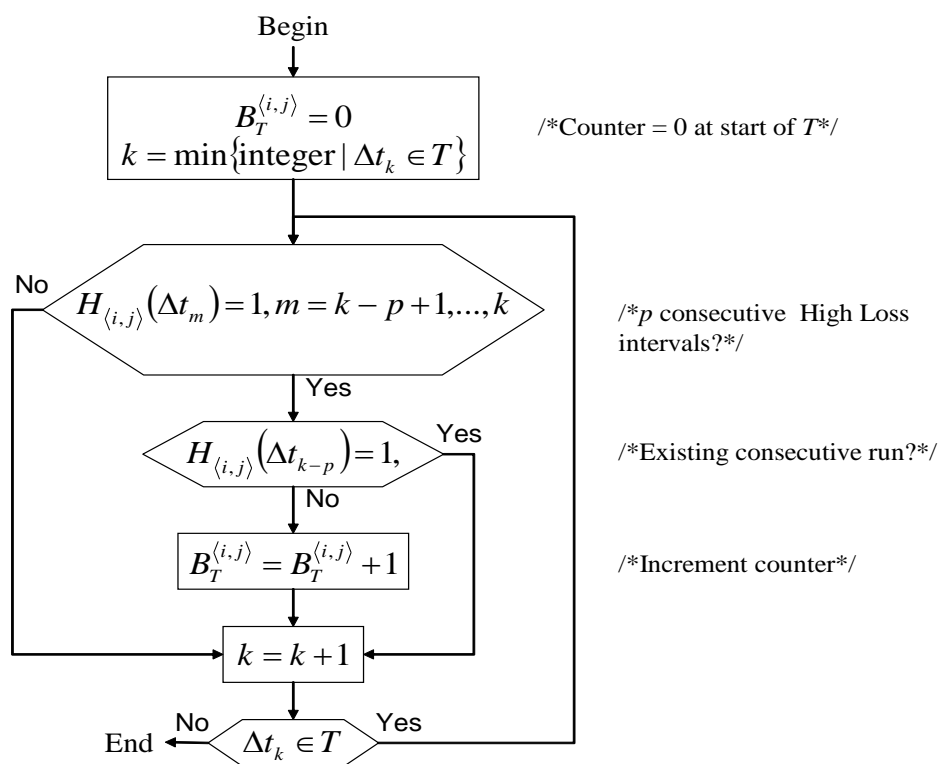 Begin
B_T^{⟨i,j⟩} = 0
k = min{integer | Δt_k ∈ T}
/*Counter = 0 at start of T*/
No
H_{⟨i,j⟩}(Δt_m) = 1, m = k − p + 1,..., k
/*p consecutive High Loss
intervals?*/
Yes
H_{⟨i,j⟩}(Δt_{k−p}) = 1,
Yes
/*Existing consecutive run?*/
No
B_T^{⟨i,j⟩} = B_T^{⟨i,j⟩} + 1
/*Increment counter*/
k = k + 1
End
No
Δt_k ∈ T
Yes